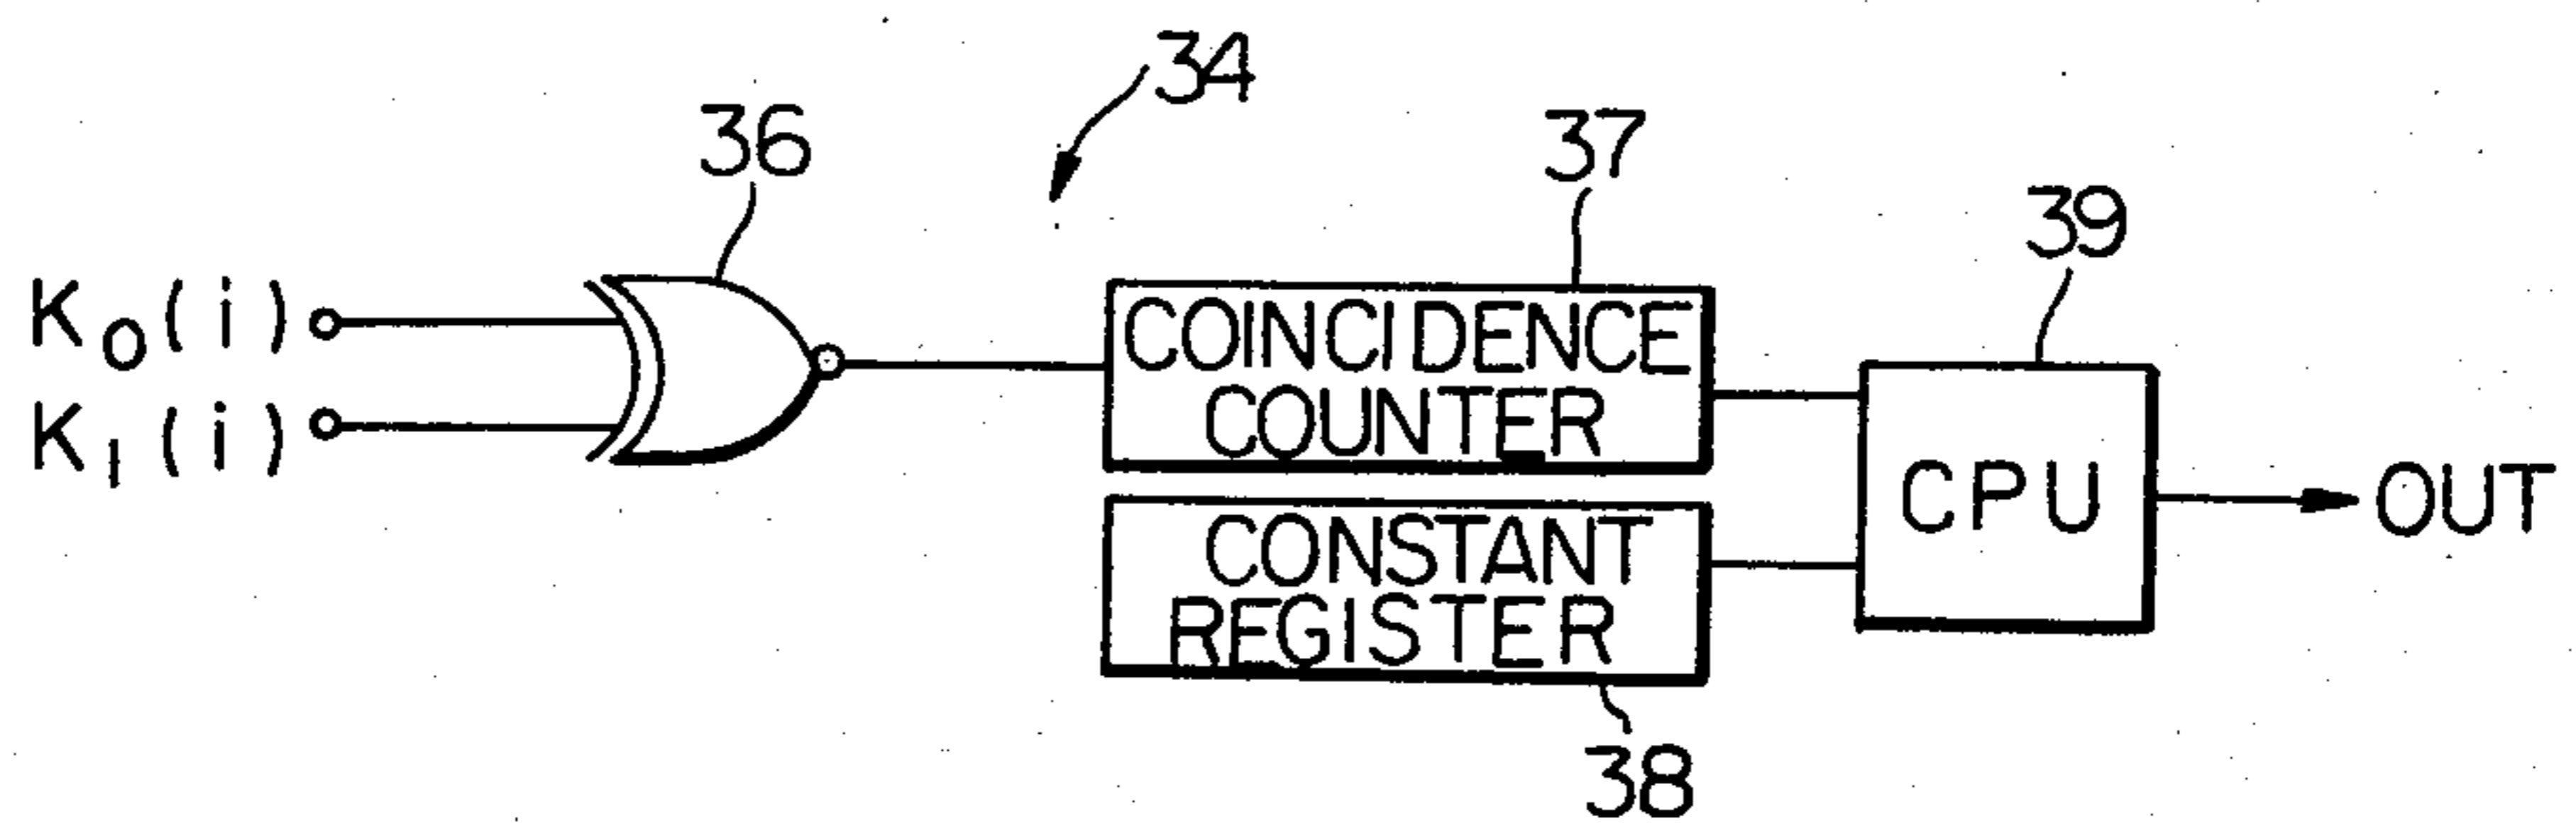 34
36
37
39
K0(i)
K1(i)
COINCIDENCE
COUNTER
CONSTANT
REGISTER
CPU
OUT
38